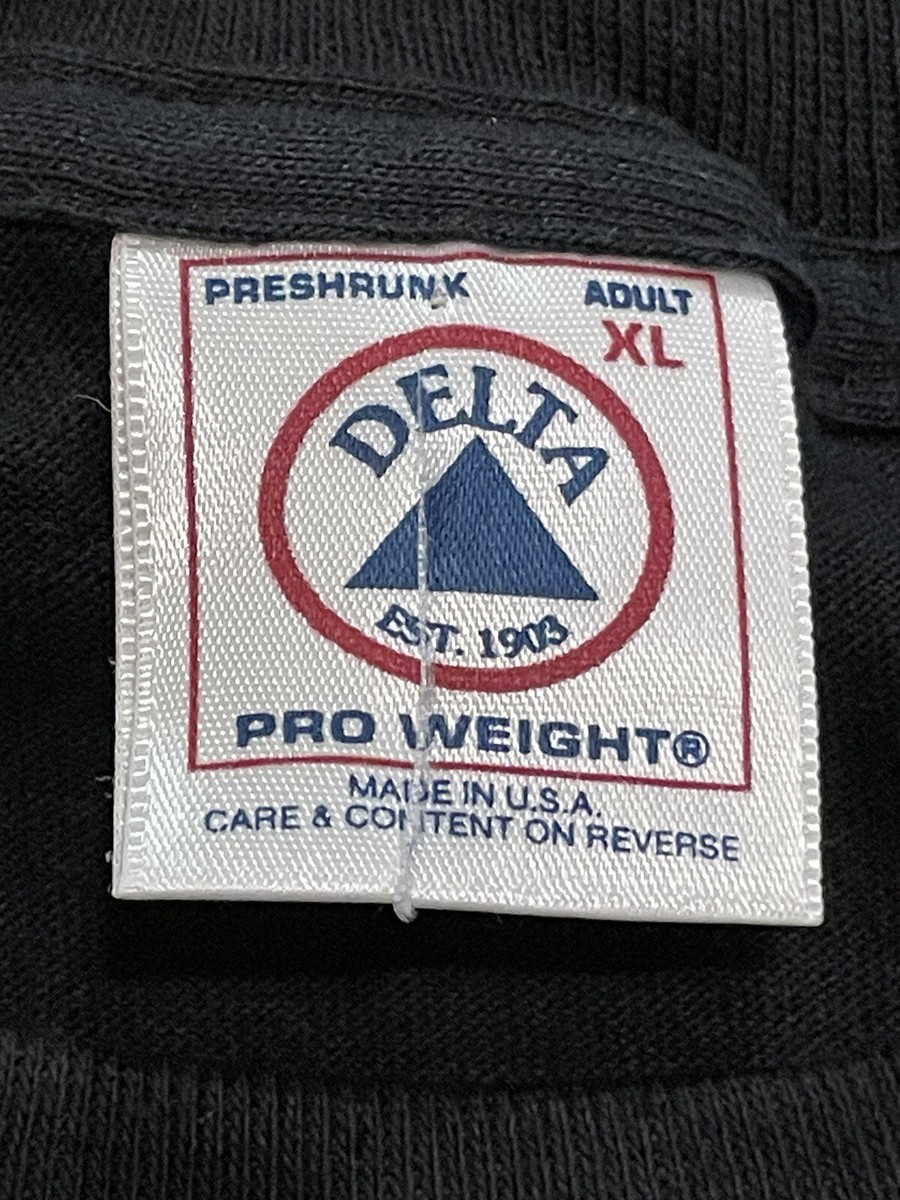 PRESHRUNK ADULT
XL
DELTA
EST. 1903
PRO WEIGHT®
MADE IN U.S.A.
CARE & CONTENT ON REVERSE